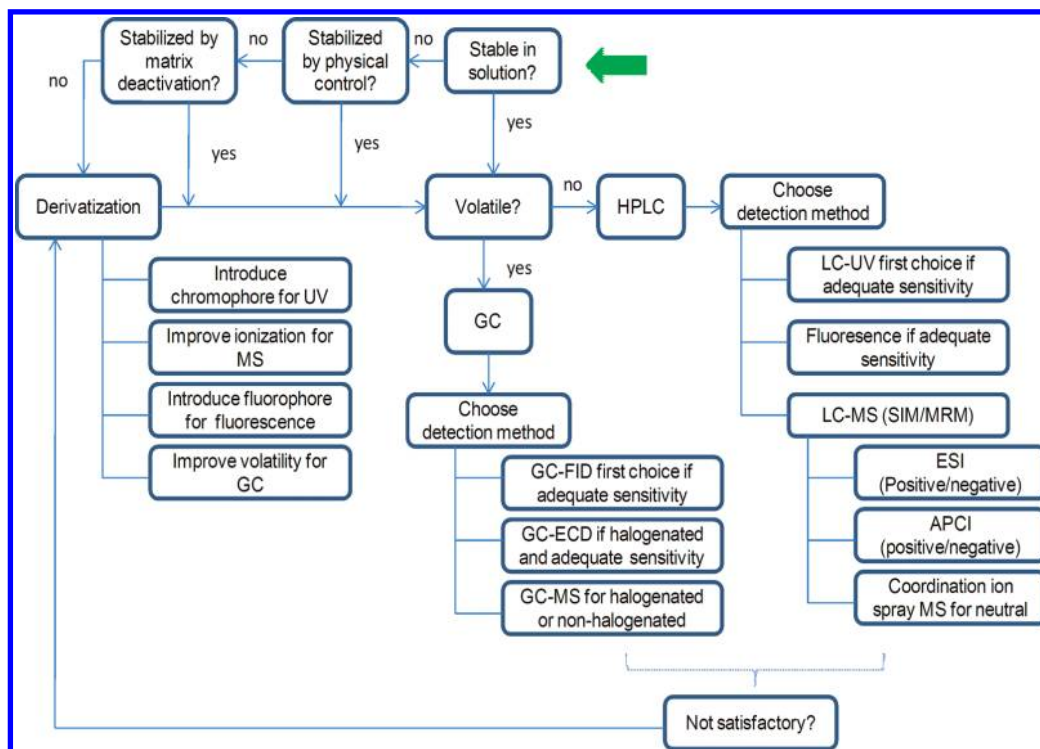 Stabilized by
matrix
deactivation?
no
Stabilized
by physical
control?
no
Stable in
solution?
no
yes
yes
yes
Derivatization
Volatile?
no
HPLC
Choose
detection method
Introduce
chromophore for UV
Improve ionization for
MS
Introduce fluorophore
for fluorescence
Improve volatility for
GC
yes
GC
Choose
detection method
GC-FID first choice if
adequate sensitivity
GC-ECD if halogenated
and adequate sensitivity
GC-MS for halogenated
or non-halogenated
LC-UV first choice if
adequate sensitivity
Fluoresence if adequate
sensitivity
LC-MS (SIM/MRM)
ESI
(Positive/negative)
APCI
(positive/negative)
Coordination ion
spray MS for neutral
Not satisfactory?